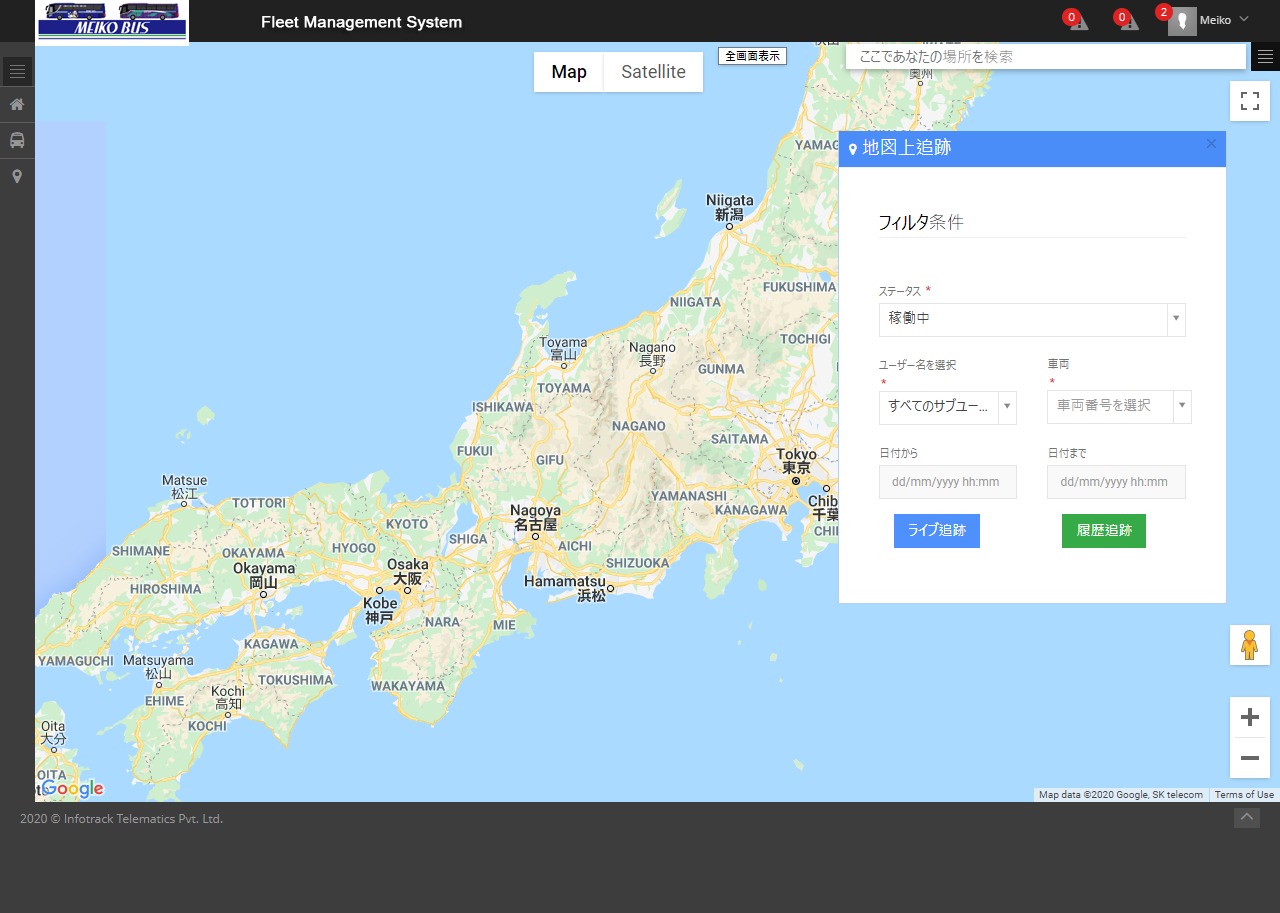 MEIKO BUS
Fleet Management System
0
0
2
Meiko
Map
Satellite
全画面表示
ここであなたの場所を検索
奥州
YAMAG
地図上追跡
×
Niigata
新潟
フィルタ条件
FUKUSHIMA
ステータス *
NIIGATA
稼働中
Toyama
富山
Nagano
長野
TOCHIGI
GUNMA
ユーザー名を選択
*
車両
*
TOYAMA
ISHIKAWA
すべてのサブユー...
車両番号を選択
NAGANO
SAITAMA
FUKUI
GIFU
Tokyo
東京
日付から
日付まで
Matsue
松江
dd/mm/yyyy hh:mm
dd/mm/yyyy hh:mm
TOTTORI
YAMANASHI
Chib
千葉
KANAGAWA
Nagoya
名古屋
KYOTO
SHIGA
AICHI
CHI
ライブ追跡
履歴追跡
SHIMANE
OKAYAMA
HYOGO
SHIZUOKA
Okayama
岡山
Osaka
大阪
Hamamatsu
浜松
HIROSHIMA
Kobe
神戸
NARA
MIE
KAGAWA
YAMAGUCHI
Matsuyama
松山
TOKUSHIMA
WAKAYAMA
Kochi
高知
EHIME
KOCHI
Oita
大分
OITA
Google
Map data ©2020 Google, SK telecom
Terms of Use
2020 © Infotrack Telematics Pvt. Ltd.